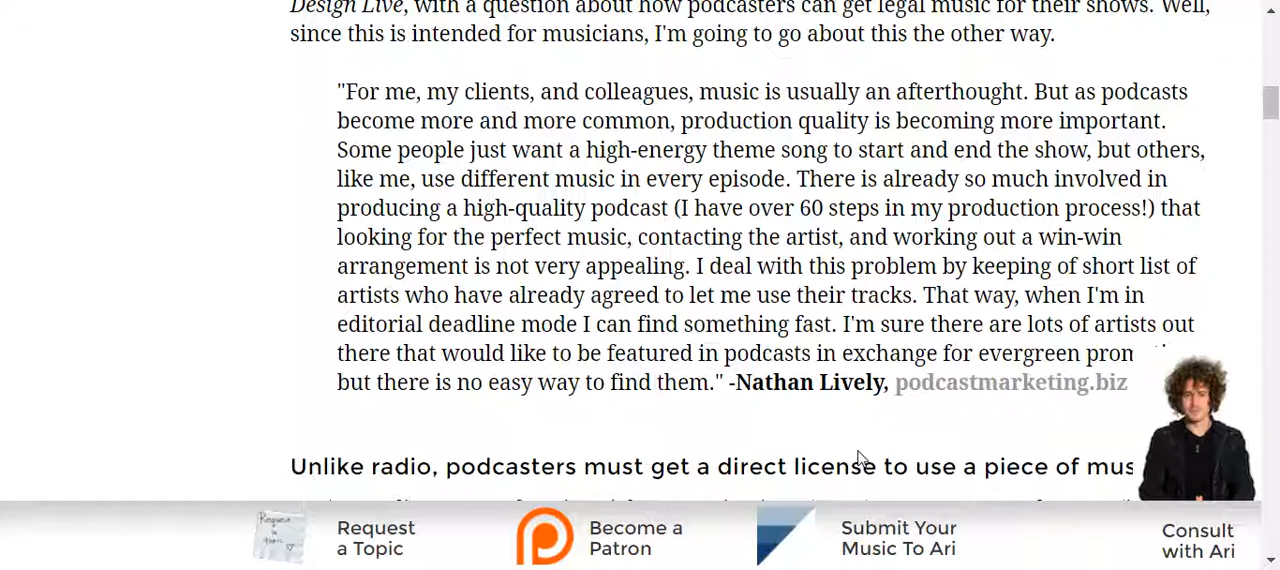 Design Live, with a question about how podcasters can get legal music for their shows. Well,
since this is intended for musicians, I'm going to go about this the other way.
"For me, my clients, and colleagues, music is usually an afterthought. But as podcasts
become more and more common, production quality is becoming more important.
Some people just want a high-energy theme song to start and end the show, but others,
like me, use different music in every episode. There is already so much involved in
producing a high-quality podcast (I have over 60 steps in my production process!) that
looking for the perfect music, contacting the artist, and working out a win-win
arrangement is not very appealing. I deal with this problem by keeping of short list of
artists who have already agreed to let me use their tracks. That way, when I'm in
editorial deadline mode I can find something fast. I'm sure there are lots of artists out
there that would like to be featured in podcasts in exchange for evergreen
but there is no easy way to find them." -Nathan Lively, podcastmarketing.biz
Unlike radio, podcasters must get a direct license to use a piece of mus
Request
a Topic
Become a
Patron
Submit Your
Music To Ari
Consult
with Ari